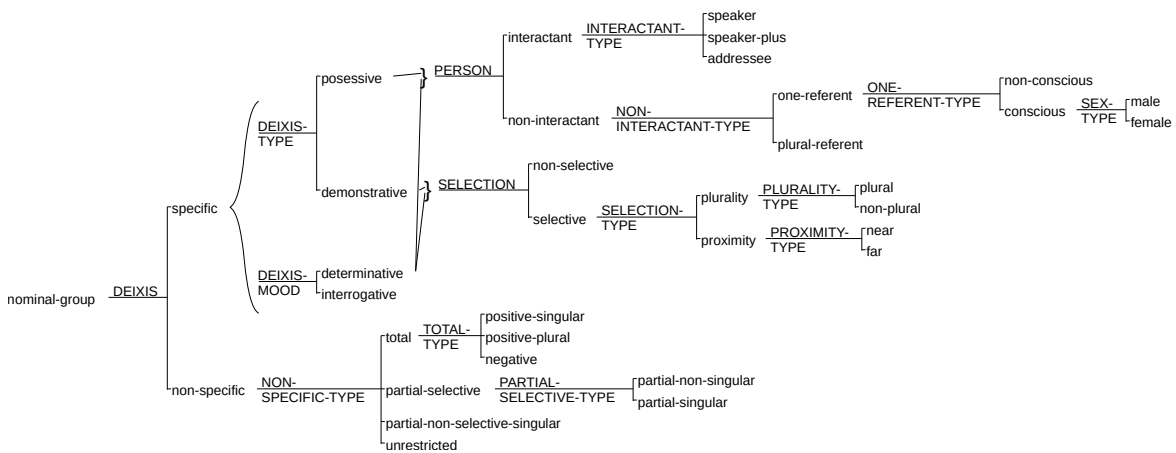 speaker
interactant INTERACTANT-
TYPE
speaker-plus
addressee
posessive
PERSON
non-interactant NON-
INTERACTANT-TYPE
one-referent ONE-
REFERENT-TYPE
non-conscious
conscious SEX-
TYPE
male
female
plural-referent
DEIXIS-
TYPE
demonstrative
SELECTION
non-selective
selective SELECTION-
TYPE
plurality PLURALITY-
TYPE
plural
non-plural
proximity PROXIMITY-
TYPE
near
far
specific
DEIXIS-
MOOD
determinative
interrogative
nominal-group DEIXIS
non-specific NON-
SPECIFIC-TYPE
total TOTAL-
TYPE
positive-singular
positive-plural
negative
partial-selective PARTIAL-
SELECTIVE-TYPE
partial-non-singular
partial-singular
partial-non-selective-singular
unrestricted